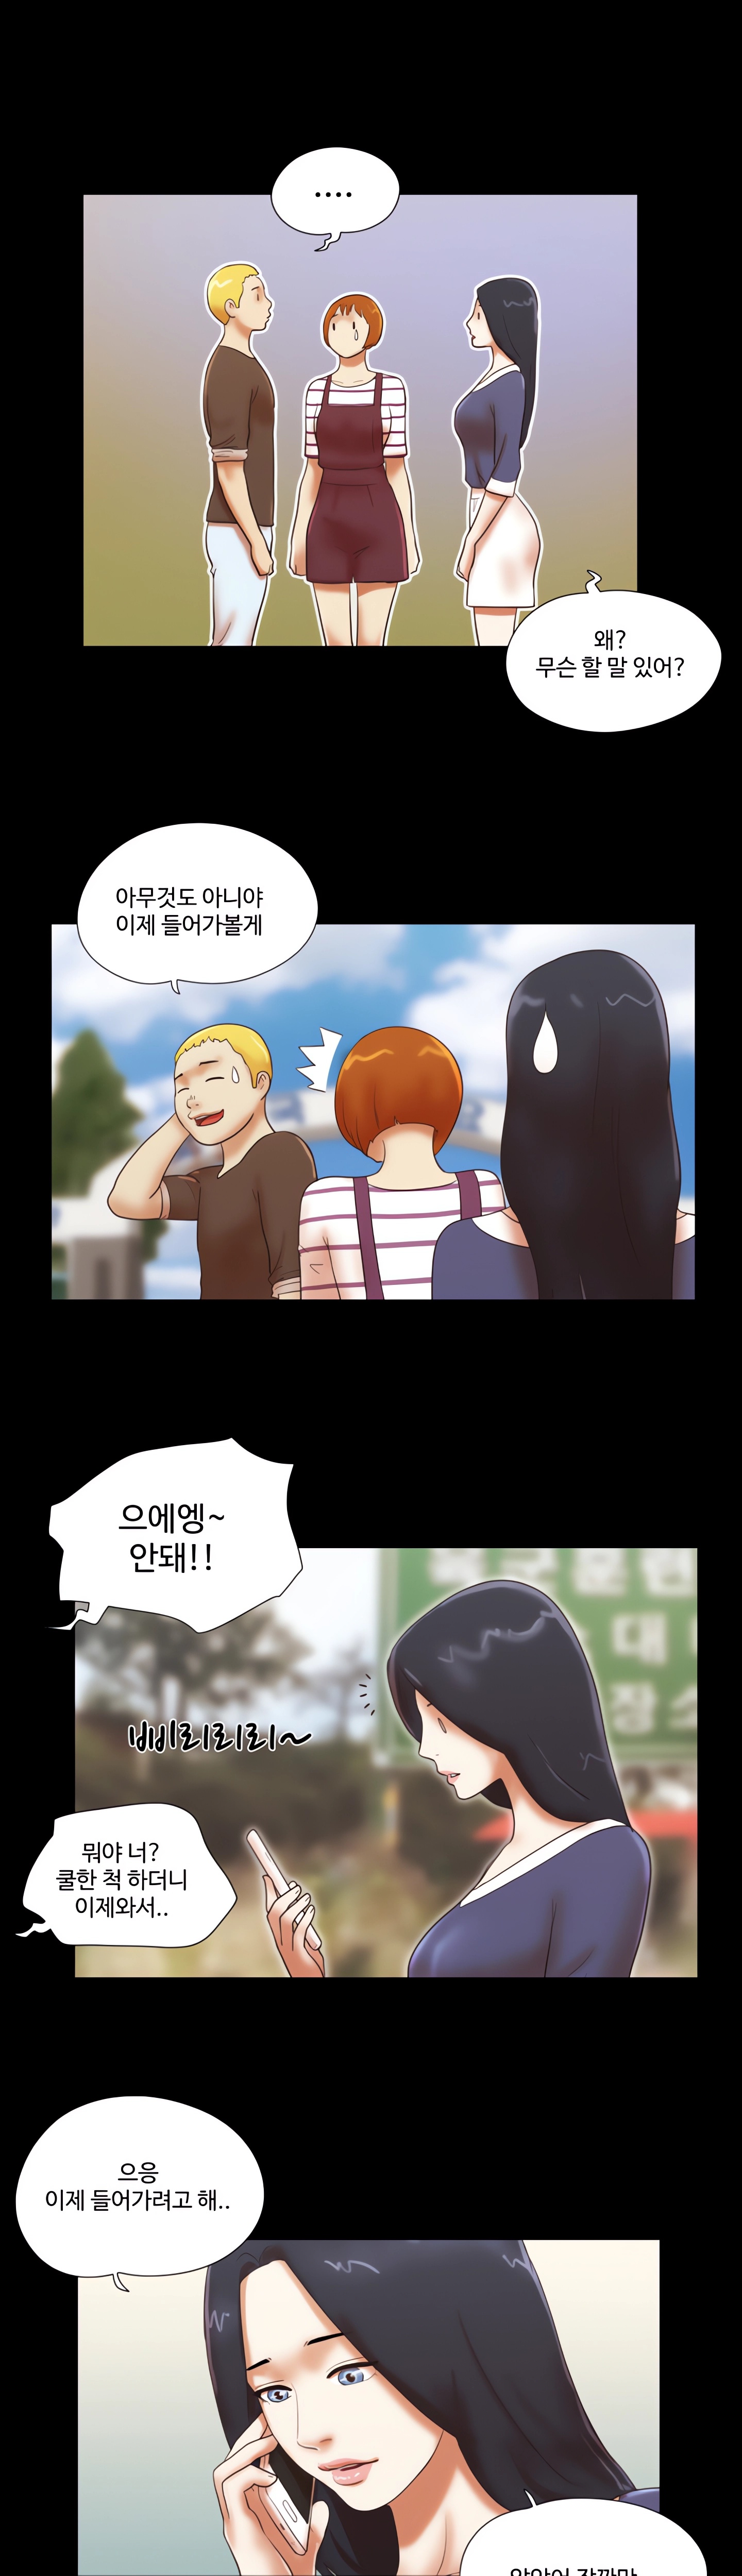 ....
왜?
무슨 할 말 있어?
아무것도 아니야
이제 들어가볼게
으에엥~
안돼!!
삐리리리~
뭐야 너?
쿨한 척 하더니
이제와서..
으응
이제 들어가려고 해..